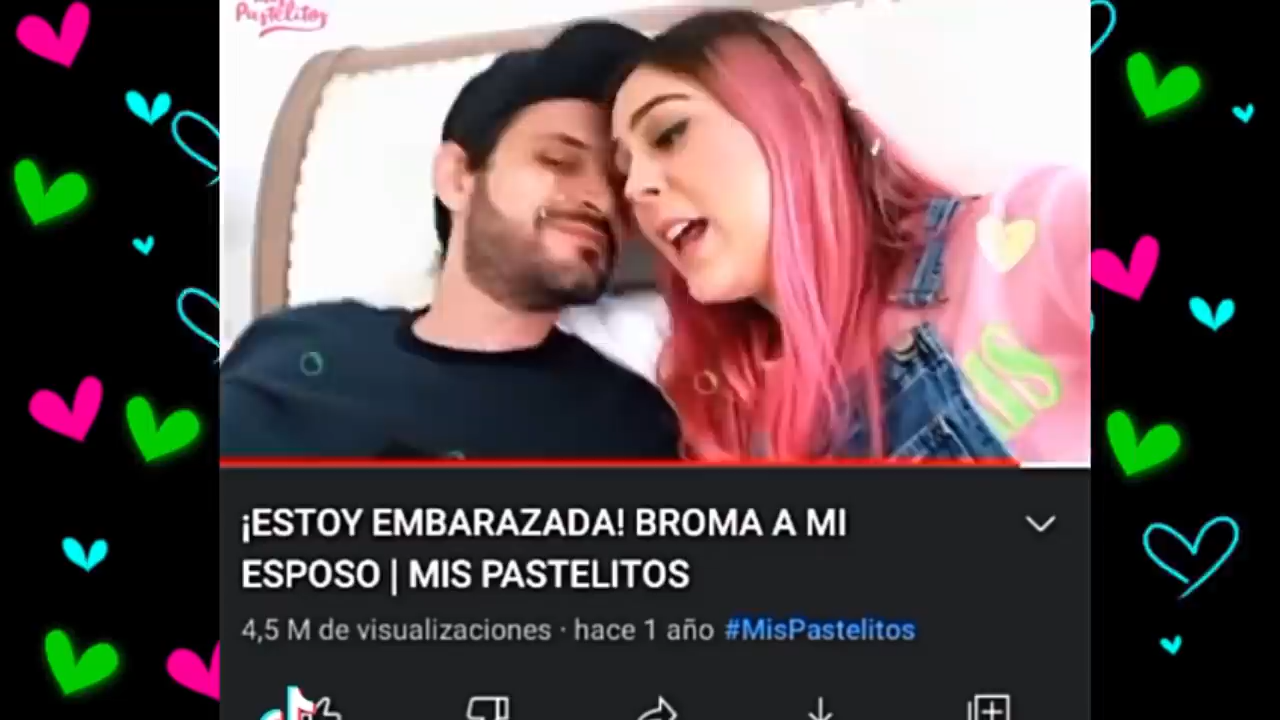 Pastelitos
¡ESTOY EMBARAZADA! BROMA A MI
ESPOSO | MIS PASTELITOS
4,5 M de visualizaciones · hace 1 año #MisPastelitos